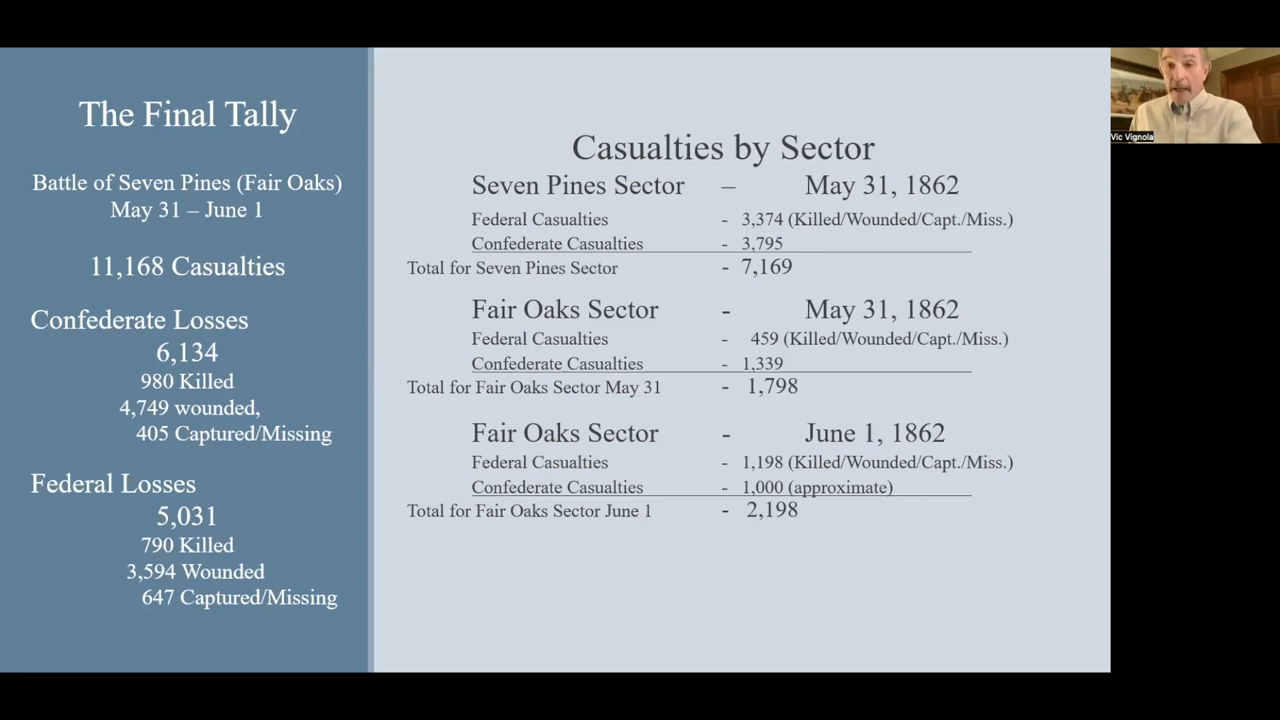 The Final Tally
Battle of Seven Pines (Fair Oaks)
May 31 – June 1
11,168 Casualties
Confederate Losses
6,134
980 Killed
4,749 wounded,
405 Captured/Missing
Federal Losses
5,031
790 Killed
3,594 Wounded
647 Captured/Missing
Casualties by Sector
Seven Pines Sector – May 31, 1862
Federal Casualties - 3,374 (Killed/Wounded/Capt./Miss.)
Confederate Casualties - 3,795
Total for Seven Pines Sector - 7,169
Fair Oaks Sector - May 31, 1862
Federal Casualties - 459 (Killed/Wounded/Capt./Miss.)
Confederate Casualties - 1,339
Total for Fair Oaks Sector May 31 - 1,798
Fair Oaks Sector - June 1, 1862
Federal Casualties - 1,198 (Killed/Wounded/Capt./Miss.)
Confederate Casualties - 1,000 (approximate)
Total for Fair Oaks Sector June 1 - 2,198
Vic Vignola